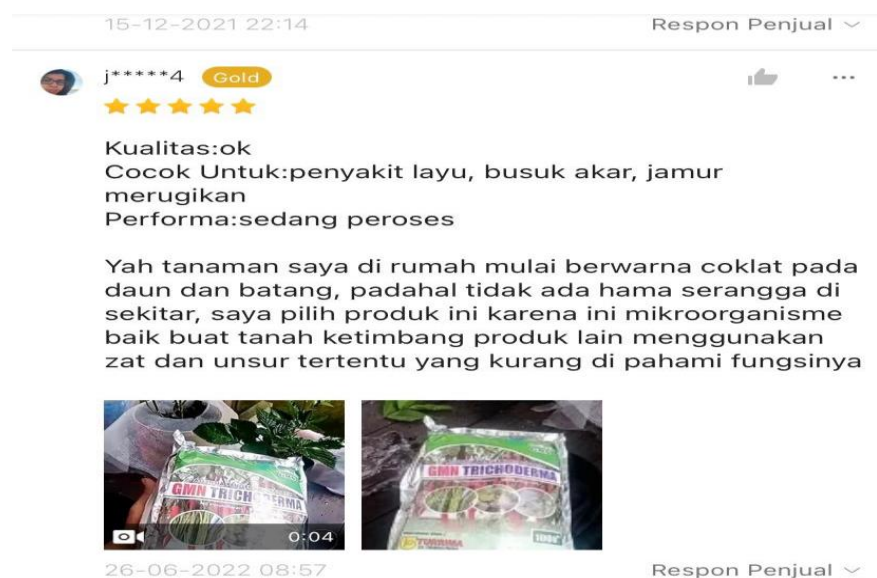 15-12-2021 22:14 Respon Penjual
j*****4 Gold
Kualitas:ok
Cocok Untuk:penyakit layu, busuk akar, jamur
merugikan
Performa:sedang peroses
Yah tanaman saya di rumah mulai berwarna coklat pada
daun dan batang, padahal tidak ada hama serangga di
sekitar, saya pilih produk ini karena ini mikroorganisme
baik buat tanah ketimbang produk lain menggunakan
zat dan unsur tertentu yang kurang di pahami fungsinya
GMN TRICHODERMA
0:04
GMN TRICHODERMA
26-06-2022 08:57 Respon Penjual